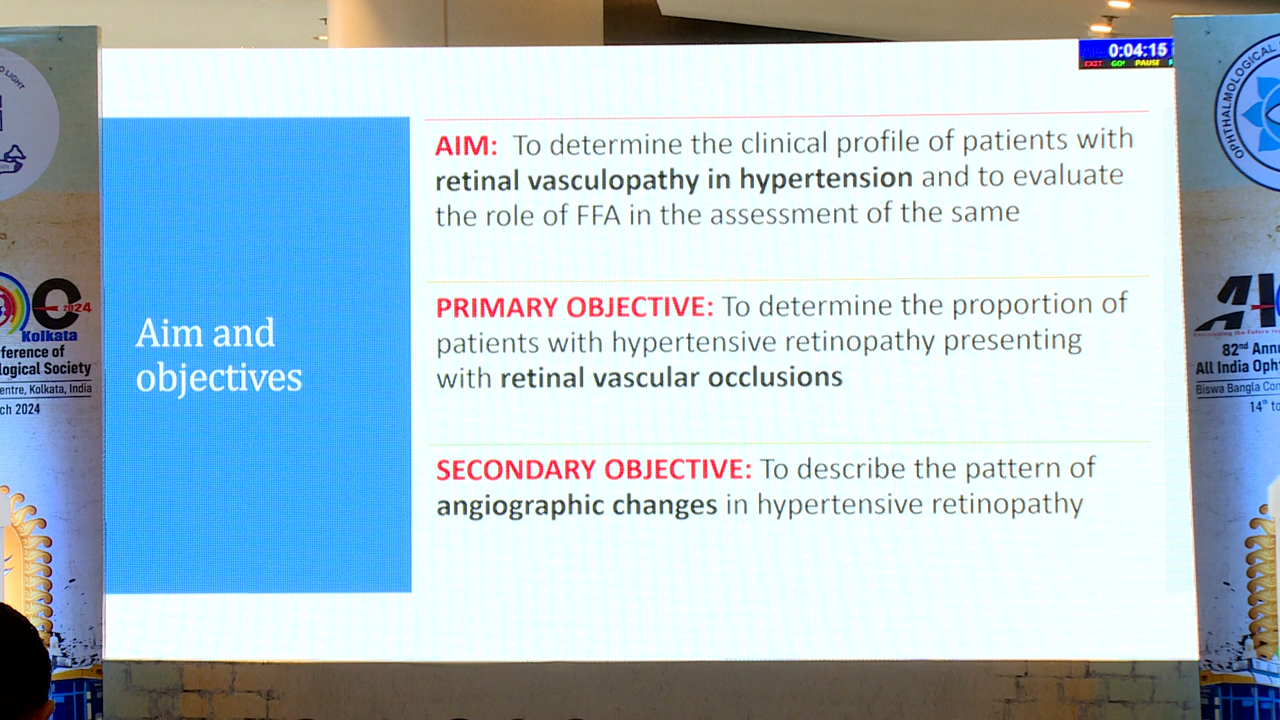 0:04:15
EXIT GO! PAUSE
AIM: To determine the clinical profile of patients with
retinal vasculopathy in hypertension and to evaluate
the role of FFA in the assessment of the same
Aim and
objectives
PRIMARY OBJECTIVE: To determine the proportion of
patients with hypertensive retinopathy presenting
with retinal vascular occlusions
SECONDARY OBJECTIVE: To describe the pattern of
angiographic changes in hypertensive retinopathy
LIGHT
2024
Kolkata
ference of
logical Society
entre, Kolkata, India
ch 2024
OPHTHALMOLOGICAL
82nd Annu
All India Oph
Biswa Bangla Con
14th to